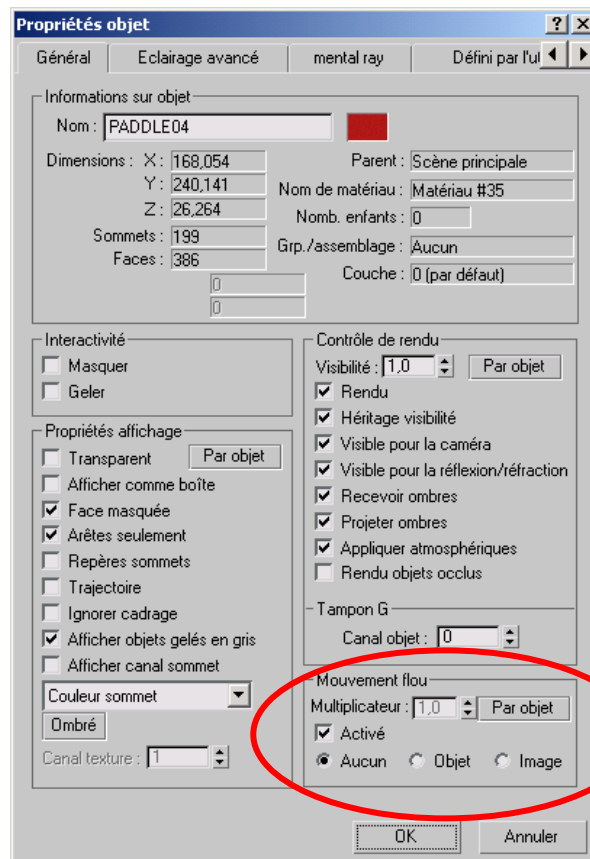 Propriétés objet
Général Eclairage avancé mental ray Défini par l'ut
Informations sur objet
Nom : PADDLE04
Dimensions : X : 168,054
Y : 240,141
Z : 26,264
Sommets : 199
Faces : 386
0
0
Parent : Scène principale
Nom de matériau : Matériau #35
Nomb. enfants : 0
Grp./assemblage : Aucun
Couche : 0 (par défaut)
Interactivité
Masquer
Geler
Propriétés affichage
Transparent Par objet
Afficher comme boîte
Face masquée
Arêtes seulement
Repères sommets
Trajectoire
Ignorer cadrage
Afficher objets gelés en gris
Afficher canal sommet
Couleur sommet
Ombré
Canal texture : 1
Contrôle de rendu
Visibilité : 1,0 Par objet
Rendu
Héritage visibilité
Visible pour la caméra
Visible pour la réflexion/réfraction
Recevoir ombres
Projeter ombres
Appliquer atmosphériques
Rendu objets occlus
Tampon G
Canal objet : 0
Mouvement flou
Multiplicateur : 1,0 Par objet
Activé
Aucun Objet Image
OK Annuler